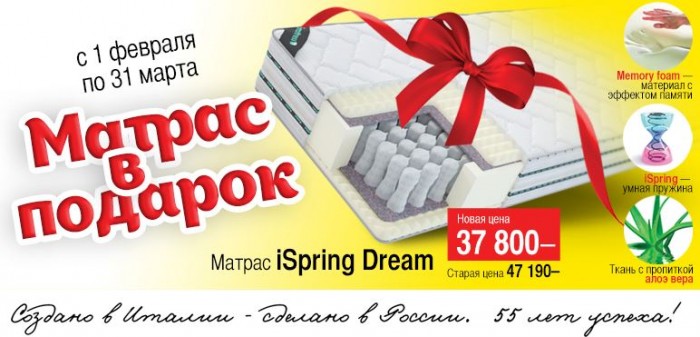 с 1 февраля
по 31 марта
Матрас
в
подарок
Матрас iSpring Dream
Новая цена
37 800—
Старая цена 47 190—
Memory foam —
материал с
эффектом памяти
iSpring —
умная пружина
Ткань с пропиткой
алоэ вера
Создано в Италии - сделано в России. 55 лет успеха!